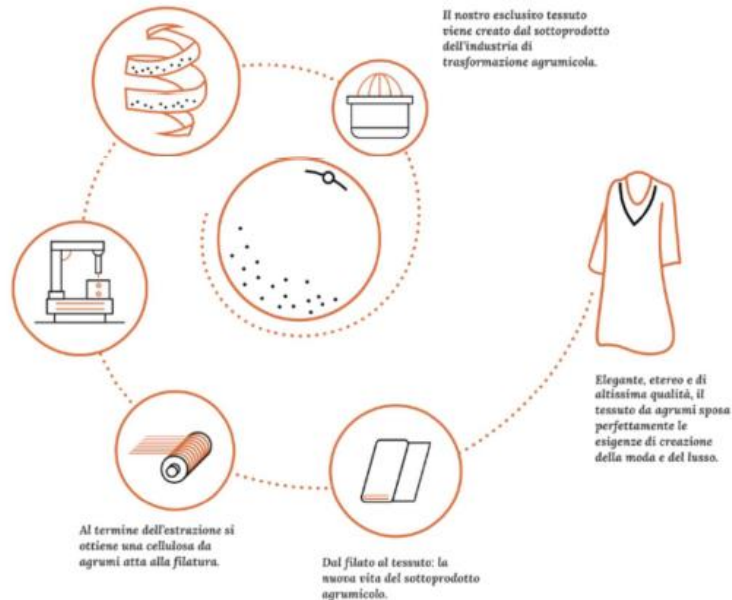 Il nostro esclusivo tessuto
viene creato dal sottoprodotto
dell'industria di
trasformazione agrumicola.
Elegante, etereo e di
altissima qualità, il
tessuto da agrumi sposa
perfettamente le
esigenze di creazione
della moda e del lusso.
Al termine dell'estrazione si
ottiene una cellulosa da
agrumi atta alla filatura.
Dal filato al tessuto: la
nuova vita del sottoprodotto
agrumicolo.